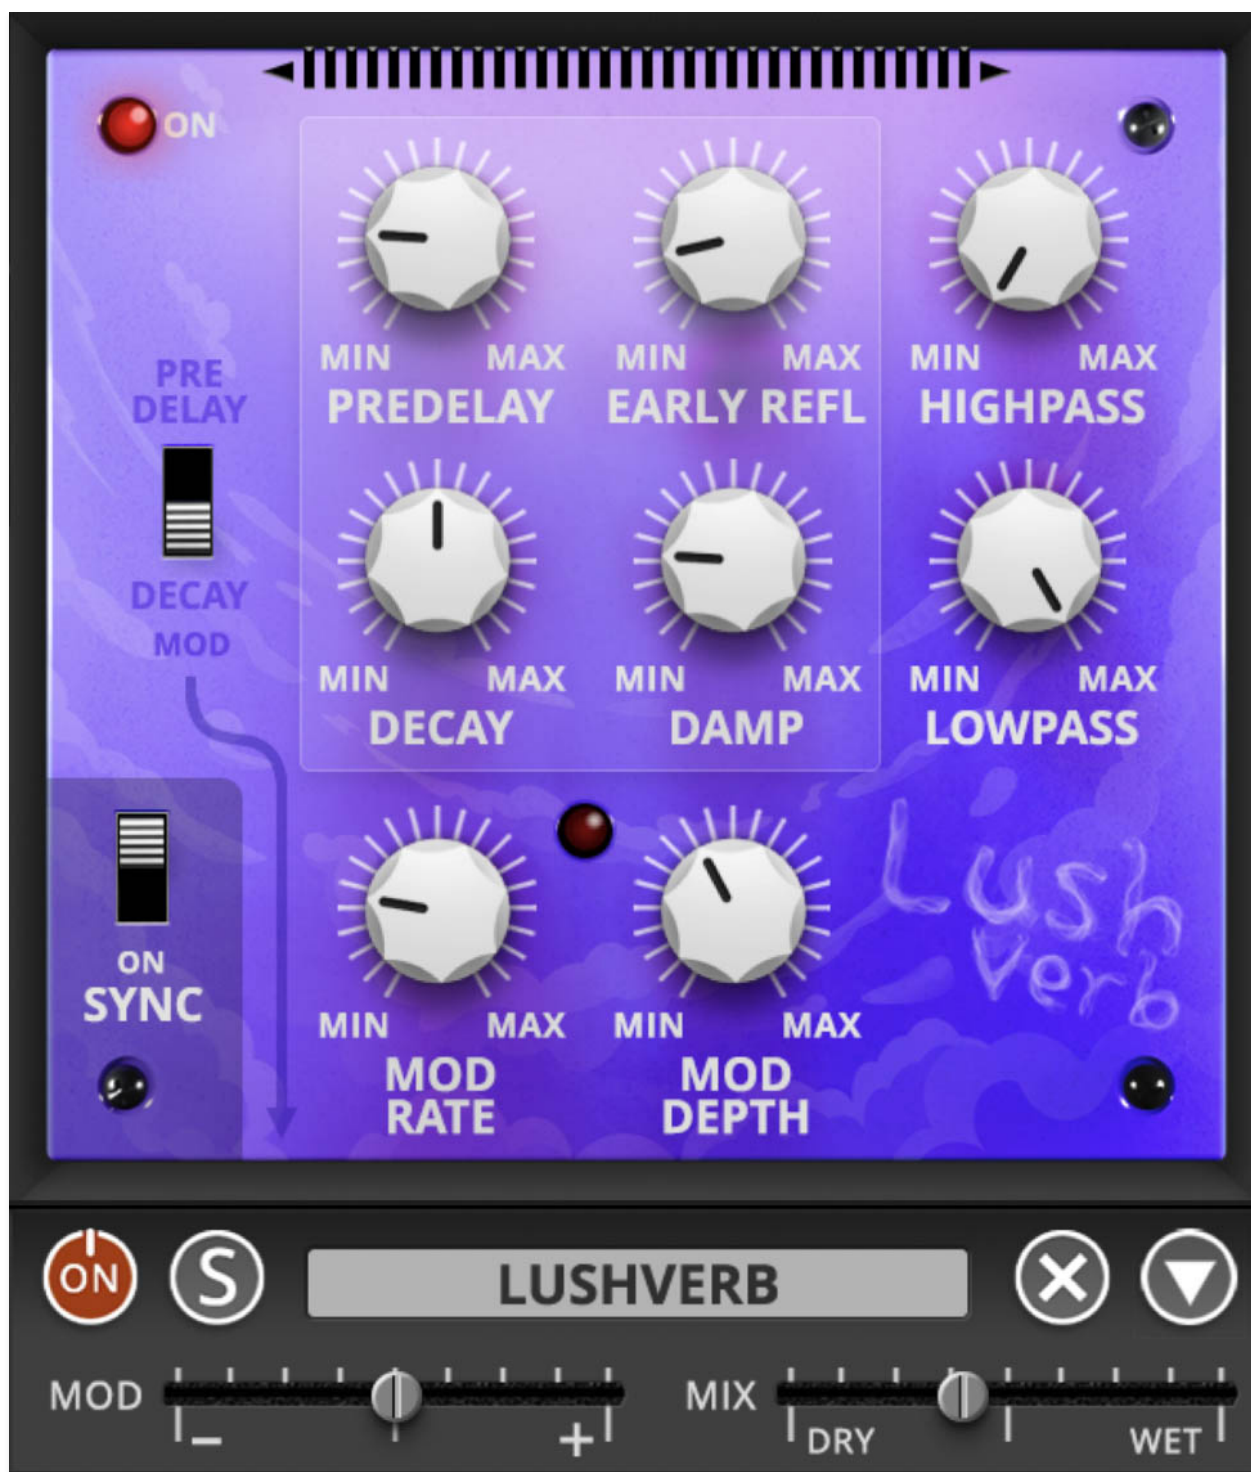 ON
MIN MAX
PREDELAY
MIN MAX
EARLY REFL
MIN MAX
HIGHPASS
PRE
DELAY
DECAY
MOD
MIN MAX
DECAY
MIN MAX
DAMP
MIN MAX
LOWPASS
ON
SYNC
MIN MAX
MOD
RATE
MIN MAX
MOD
DEPTH
Lush
Verb
ON
S
LUSHVERB
MOD
− +
MIX
DRY WET